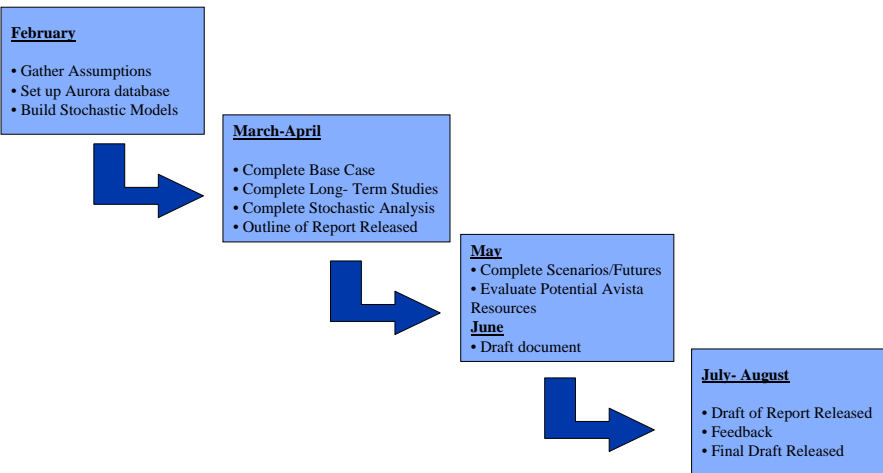 February
• Gather Assumptions
• Set up Aurora database
• Build Stochastic Models
March-April
• Complete Base Case
• Complete Long- Term Studies
• Complete Stochastic Analysis
• Outline of Report Released
May
• Complete Scenarios/Futures
• Evaluate Potential Avista
Resources
June
• Draft document
July- August
• Draft of Report Released
• Feedback
• Final Draft Released